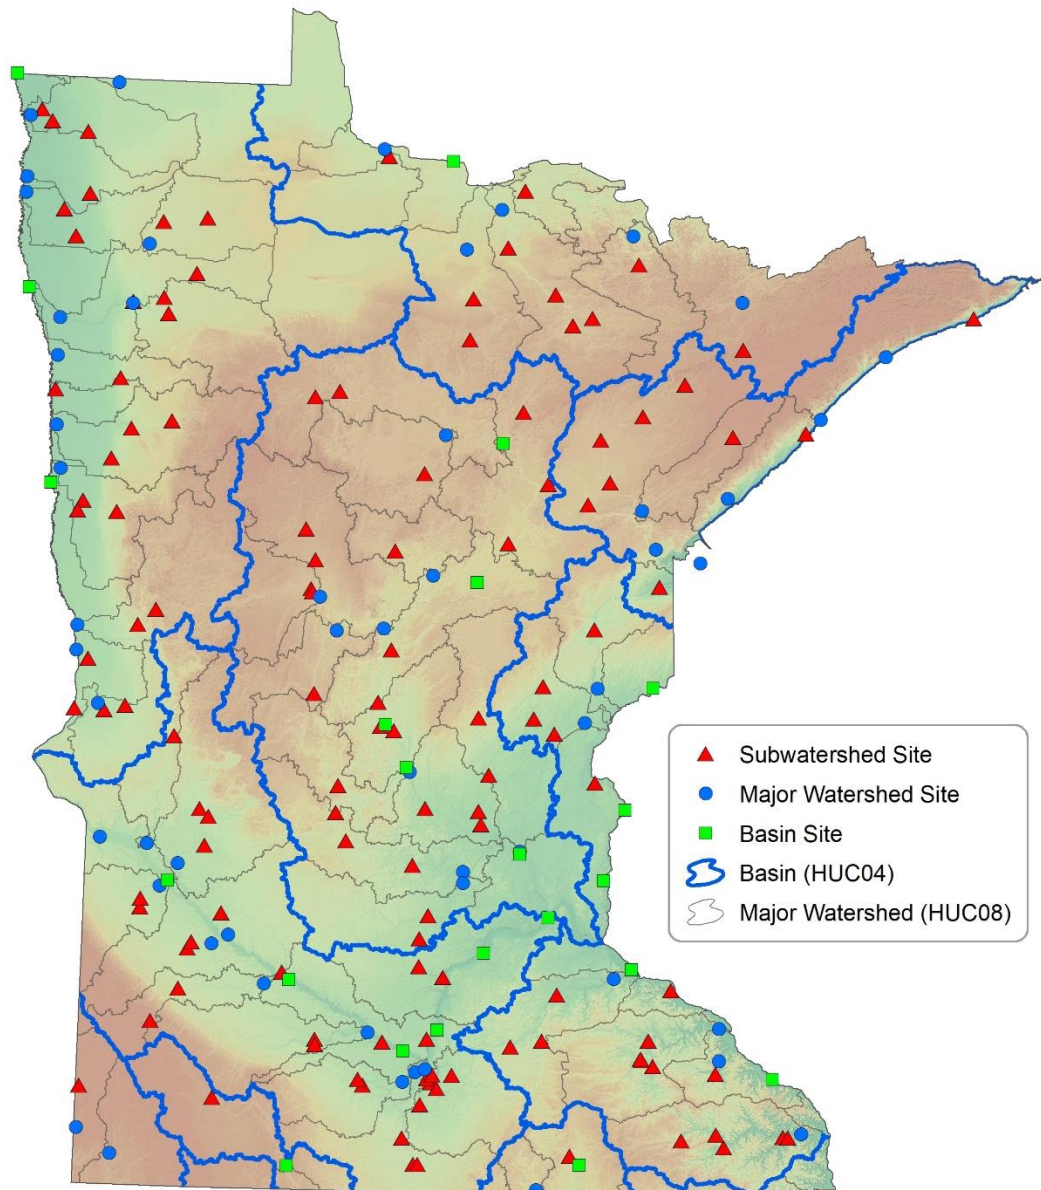 Subwatershed Site
Major Watershed Site
Basin Site
Basin (HUC04)
Major Watershed (HUC08)